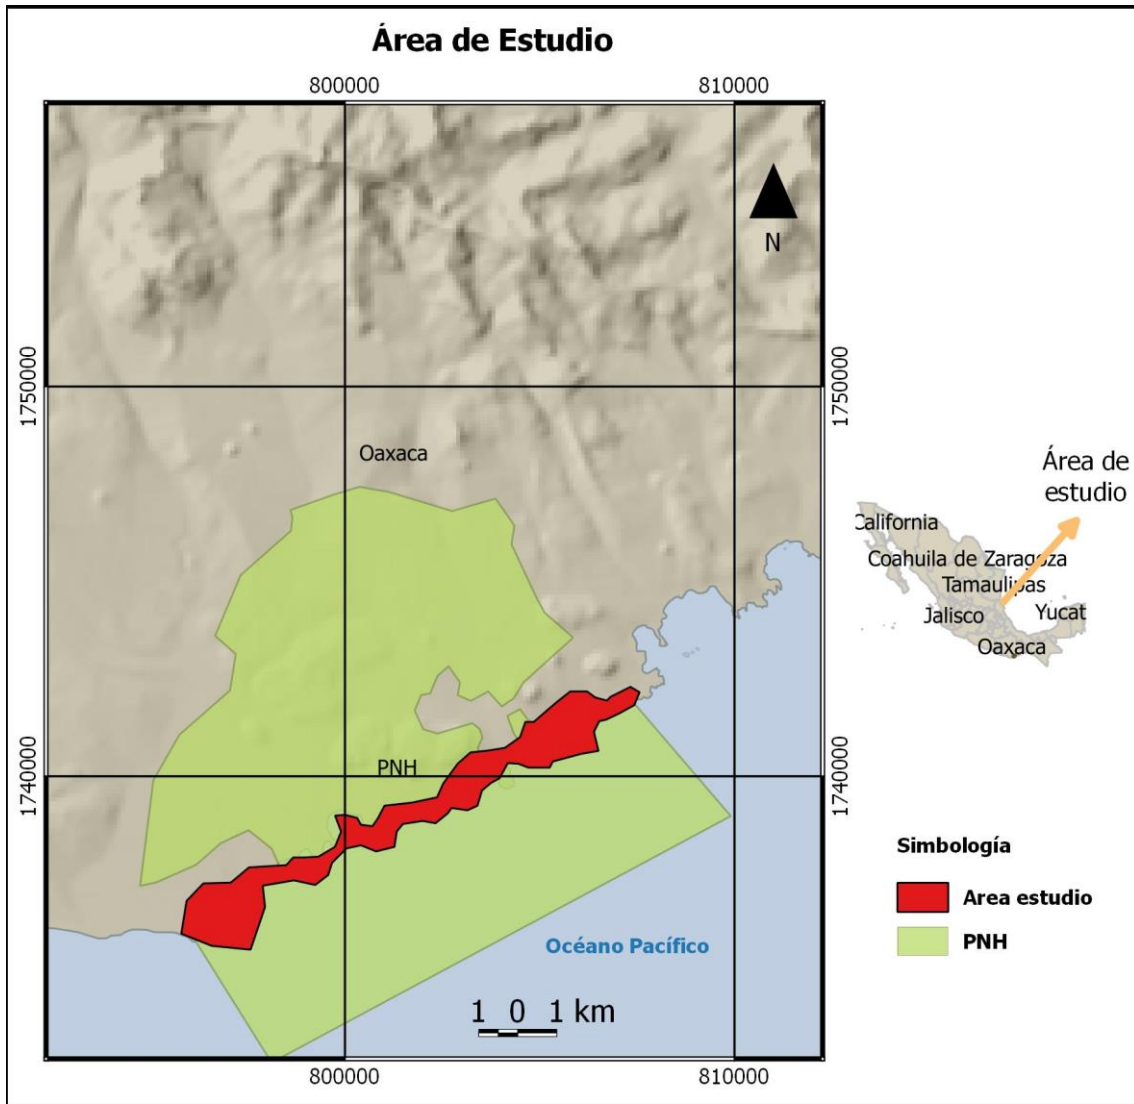 Área de Estudio
800000
810000
N
1750000
1750000
Oaxaca
Área de
estudio
California
Coahuila de Zaragoza
Tamaulipas
Jalisco
Yucat
Oaxaca
PNH
1740000
1740000
Simbología
Area estudio
PNH
Océano Pacífico
1 0 1 km
800000
810000